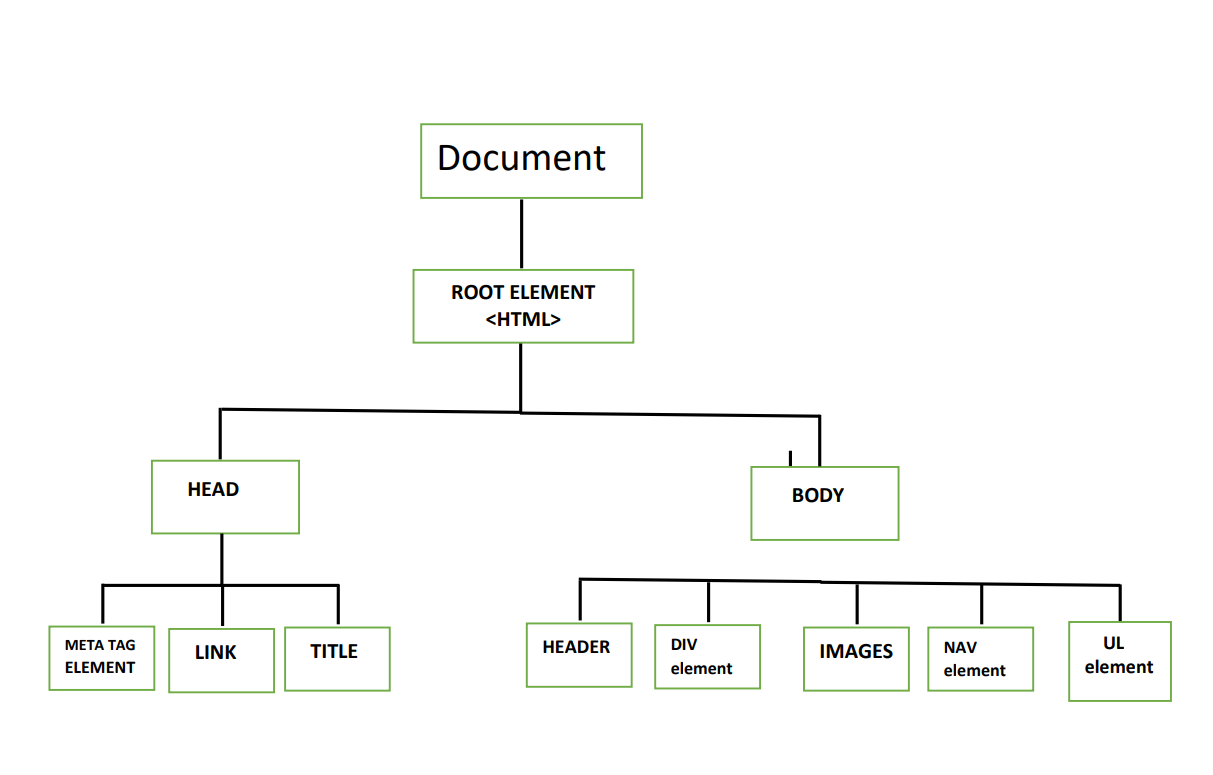 Document
ROOT ELEMENT
<HTML>
HEAD
BODY
META TAG
ELEMENT
LINK
TITLE
HEADER
DIV
element
IMAGES
NAV
element
UL
element